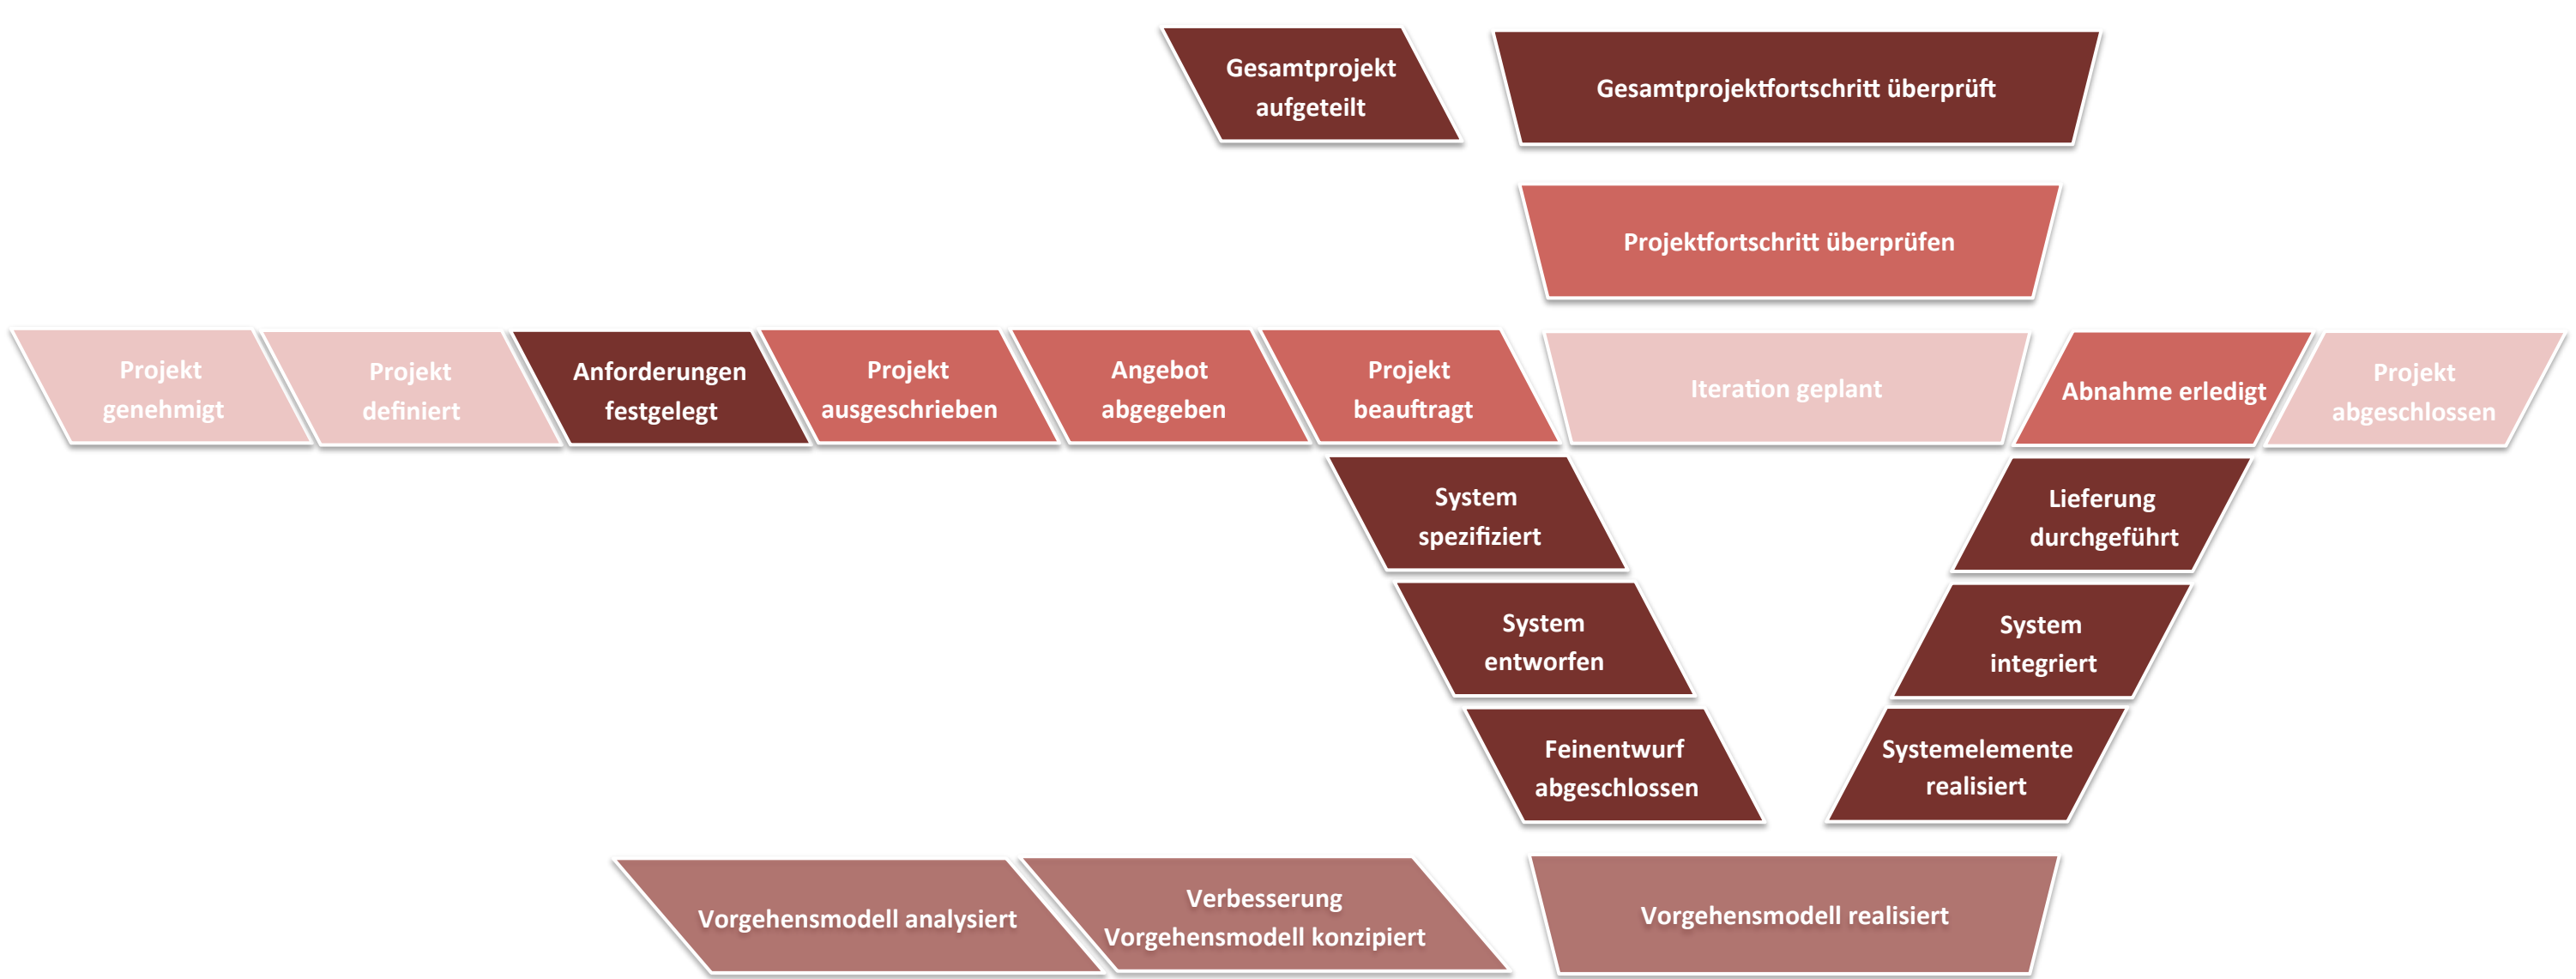 Gesamtprojekt
aufgeteilt
Gesamtprojektfortschritt überprüft
Projektfortschritt überprüfen
Projekt
genehmigt
Projekt
definiert
Anforderungen
festgelegt
Projekt
ausgeschrieben
Angebot
abgegeben
Projekt
beauftragt
Iteration geplant
Abnahme erledigt
Projekt
abgeschlossen
System
spezifiziert
Lieferung
durchgeführt
System
entworfen
System
integriert
Feinentwurf
abgeschlossen
Systemelemente
realisiert
Vorgehensmodell analysiert
Verbesserung
Vorgehensmodell konzipiert
Vorgehensmodell realisiert